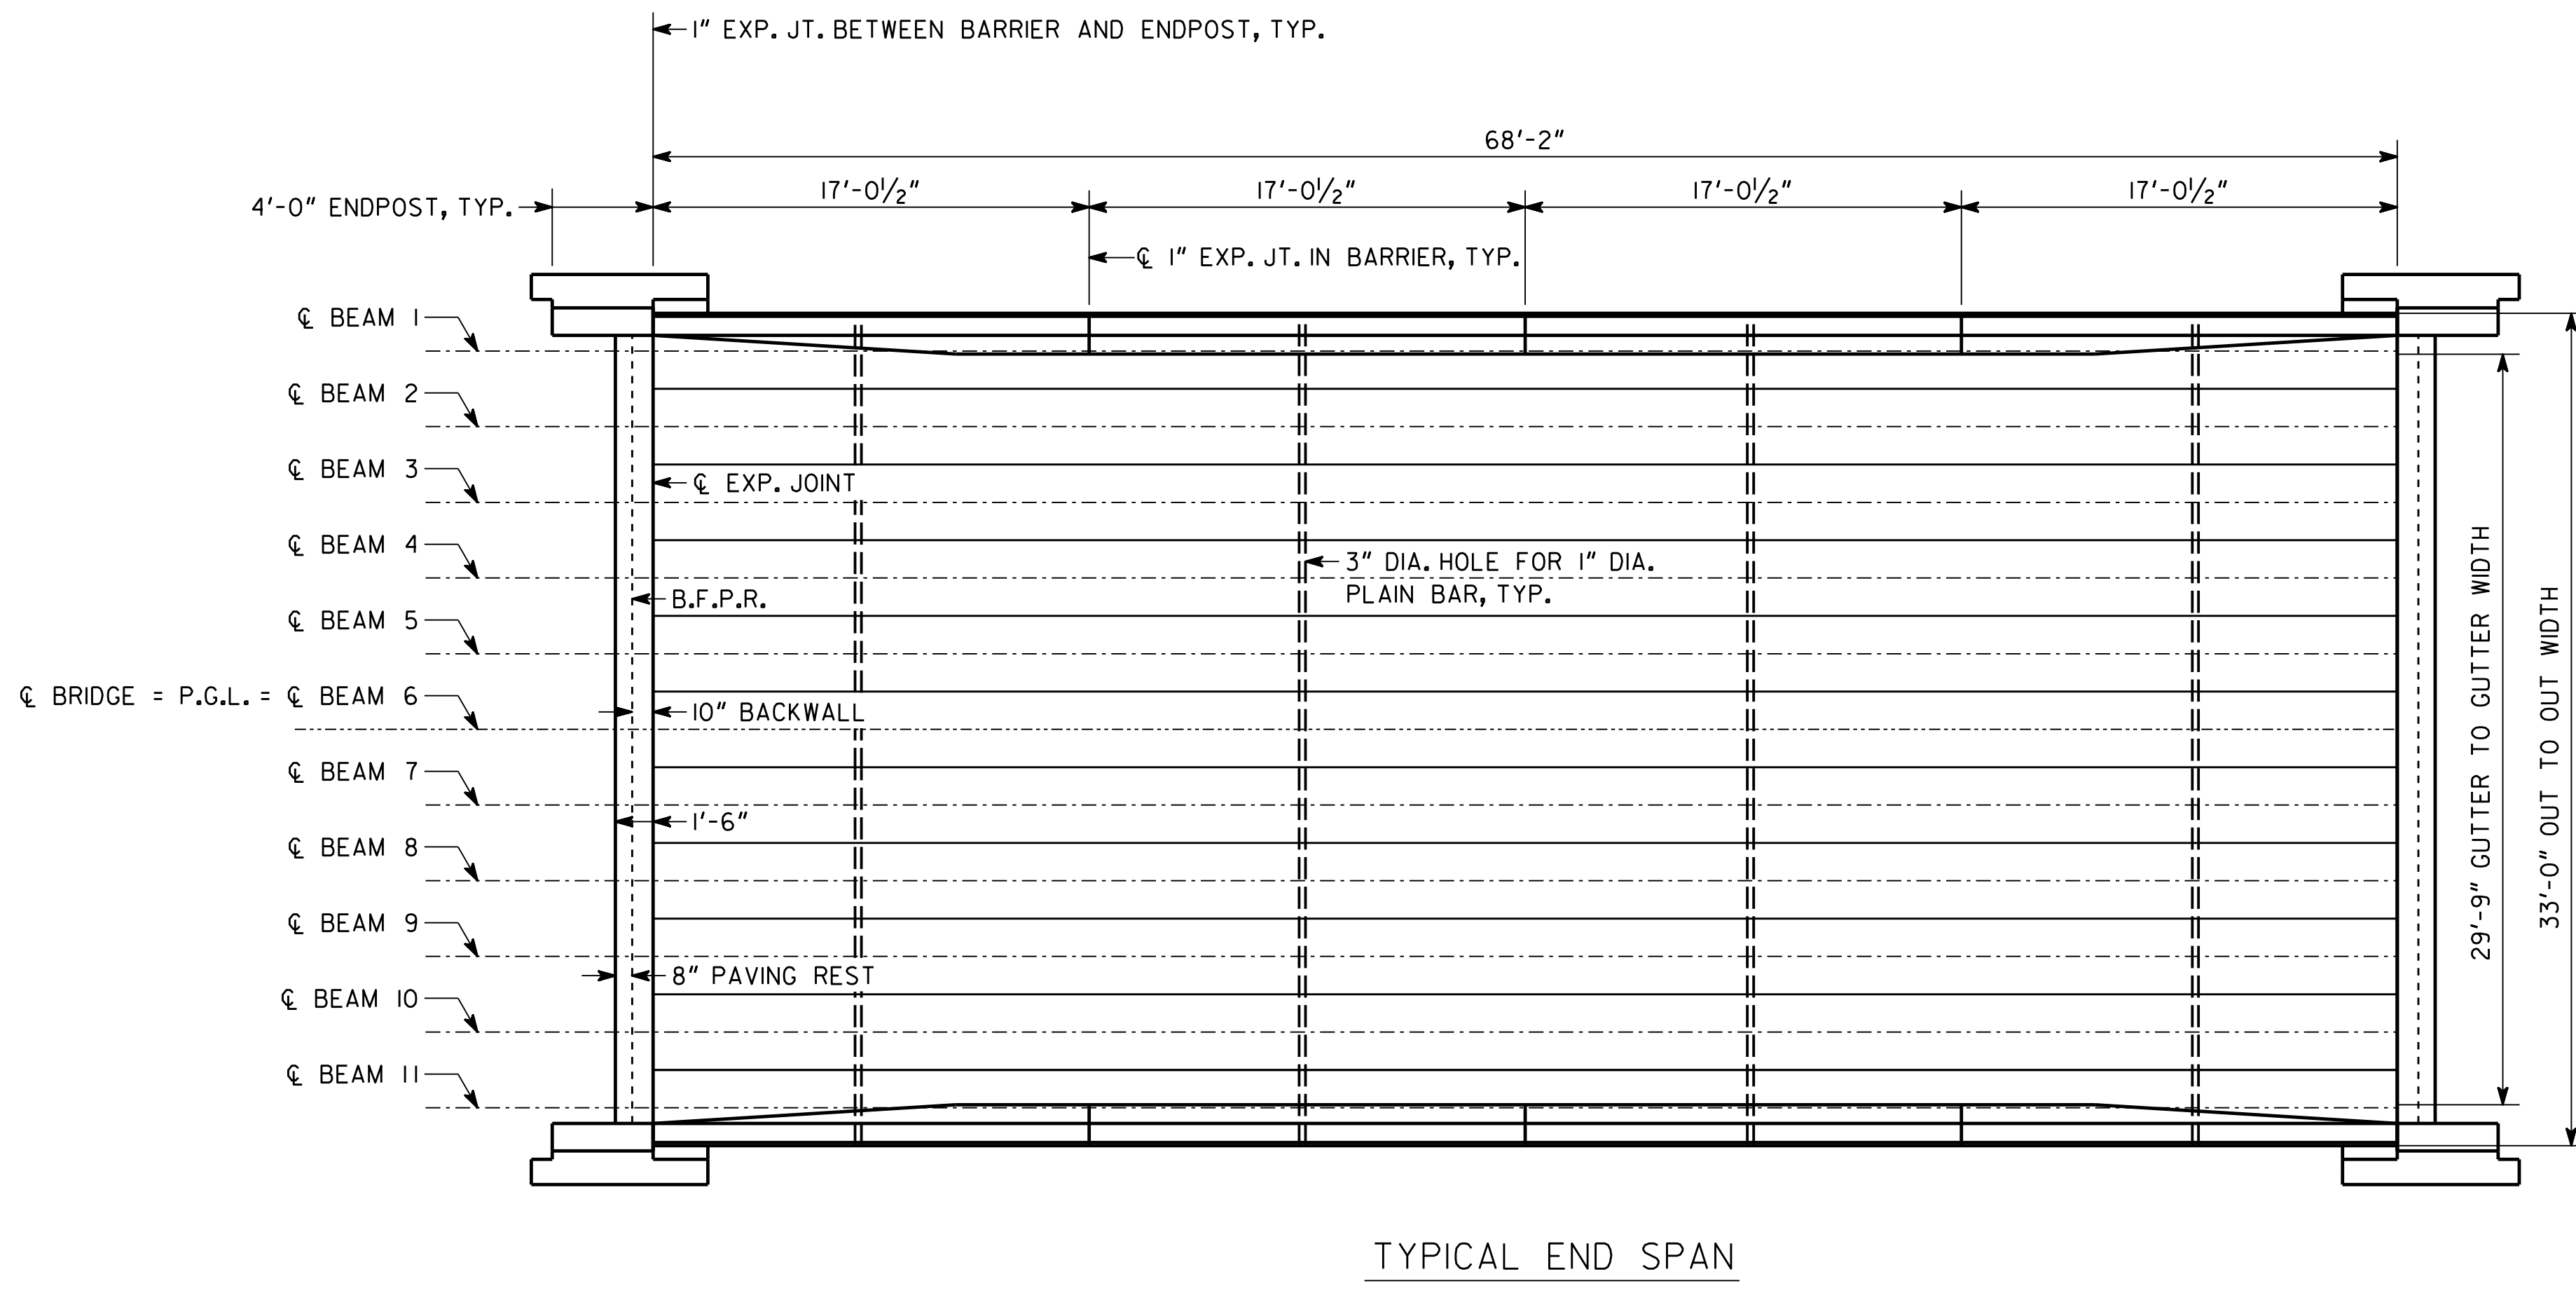 1" EXP. JT. BETWEEN BARRIER AND ENDPOST, TYP.
68'-2"
4'-0" ENDPOST, TYP.
17'-0½"
17'-0½"
17'-0½"
17'-0½"
℄ 1" EXP. JT. IN BARRIER, TYP.
℄ BEAM 1
℄ BEAM 2
℄ BEAM 3
℄ EXP. JOINT
℄ BEAM 4
3" DIA. HOLE FOR 1" DIA.
PLAIN BAR, TYP.
B.F.P.R.
℄ BEAM 5
℄ BRIDGE = P.G.L. = ℄ BEAM 6
10" BACKWALL
℄ BEAM 7
1'-6"
℄ BEAM 8
℄ BEAM 9
8" PAVING REST
℄ BEAM 10
℄ BEAM 11
29'-9" GUTTER TO GUTTER WIDTH
33'-0" OUT TO OUT WIDTH
TYPICAL END SPAN